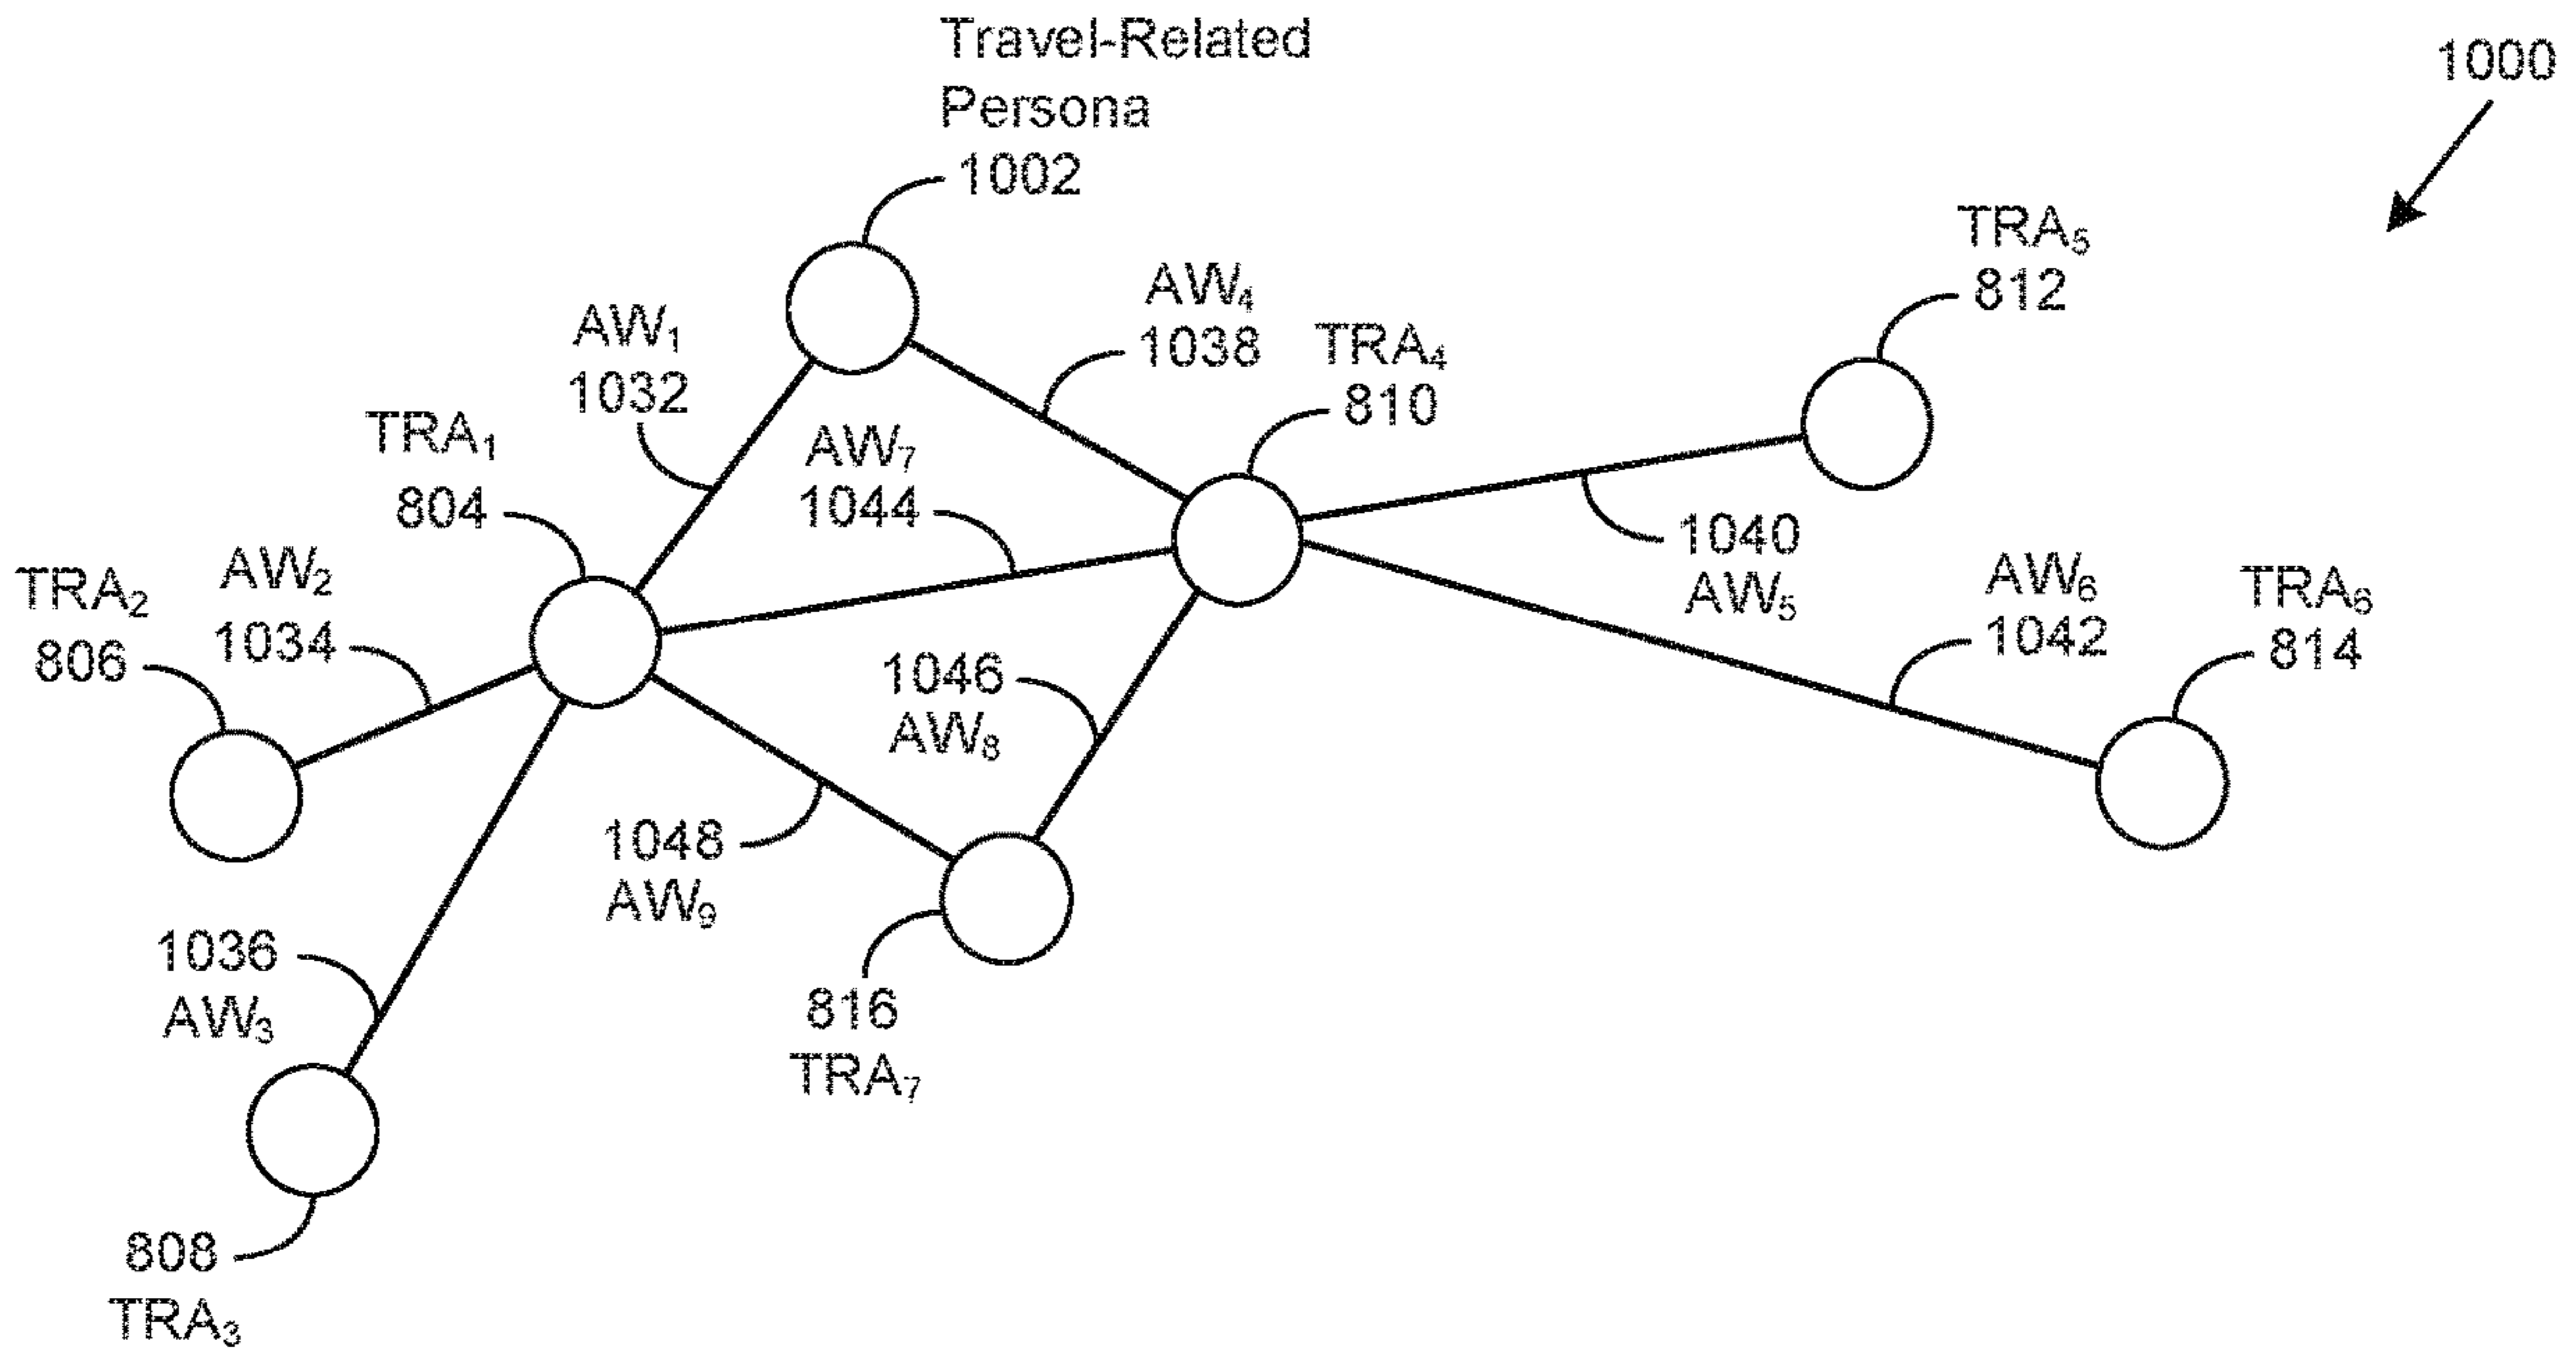 Travel-Related
Persona
1002
1000
TRA₅
812
AW₄
1038
AW₁
1032
TRA₄
810
TRA₁
804
AW₇
1044
1040
AW₅
AW₂
1034
TRA₂
806
AW₆
1042
TRA₆
814
1046
AW₈
1048
AW₉
1036
AW₃
816
TRA₇
808
TRA₃